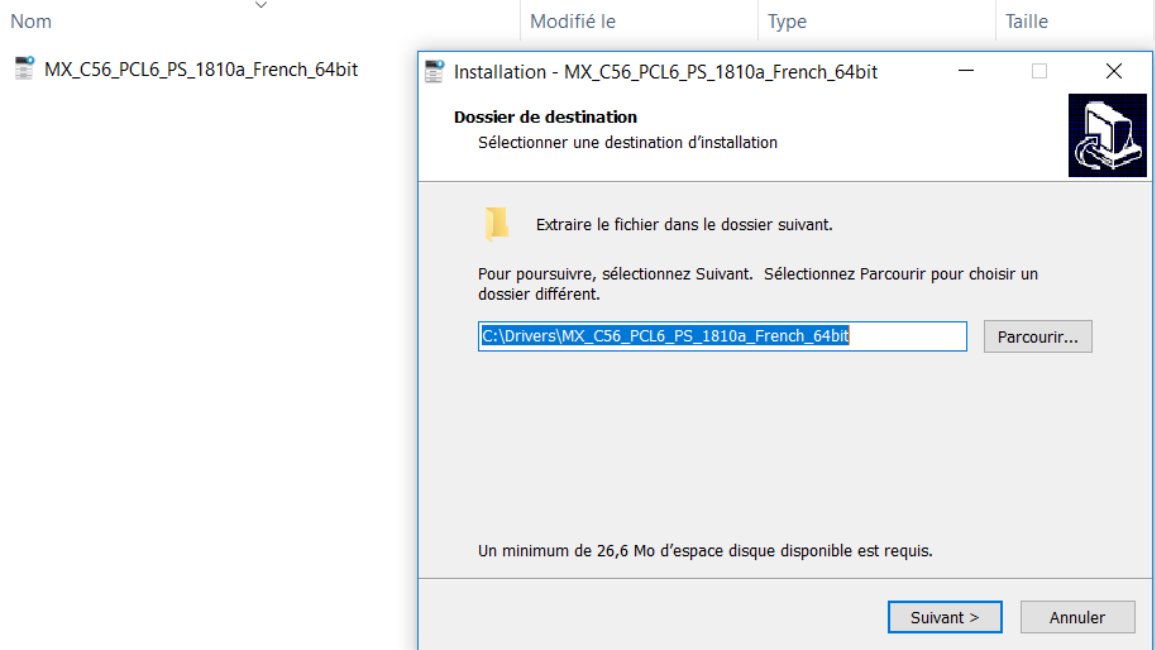 Nom Modifié le Type Taille
MX_C56_PCL6_PS_1810a_French_64bit
Installation - MX_C56_PCL6_PS_1810a_French_64bit
Dossier de destination
Sélectionner une destination d’installation
Extraire le fichier dans le dossier suivant.
Pour poursuivre, sélectionnez Suivant.  Sélectionnez Parcourir pour choisir un
dossier différent.
C:\Drivers\MX_C56_PCL6_PS_1810a_French_64bit
Parcourir...
Un minimum de 26,6 Mo d’espace disque disponible est requis.
Suivant > Annuler